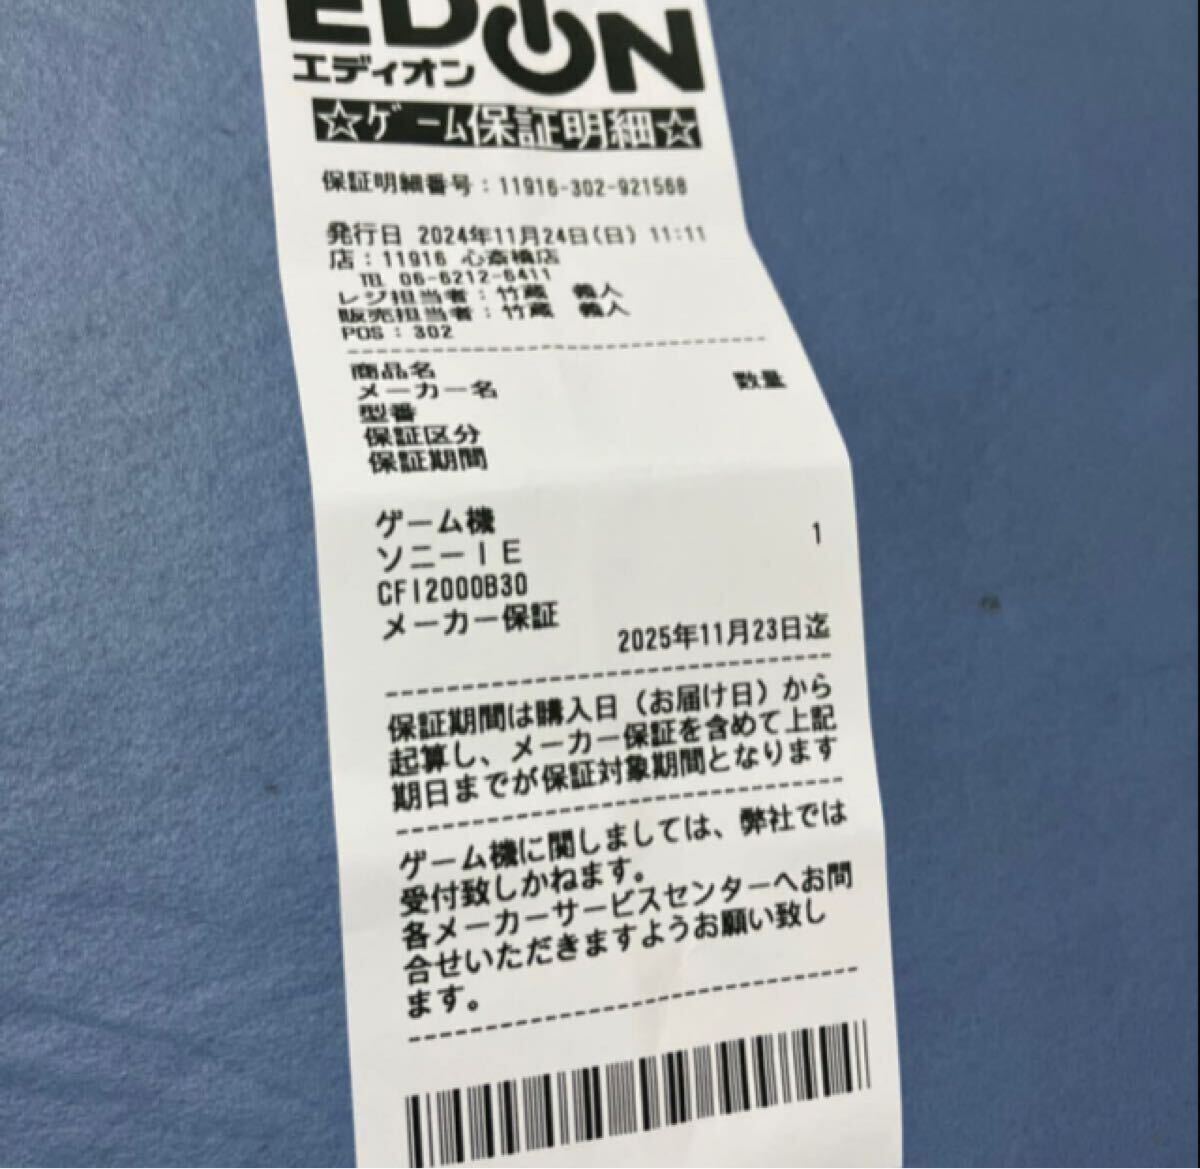 EDION
エディオン
☆ゲーム保証明細☆
保証明細番号：11916-302-921568
発行日 2024年11月24日(日) 11:11
店：11916 心斎橋店
TEL 06-6212-6411
レジ担当者：竹蔵 義人
販売担当者：竹蔵 義人
POS：302
商品名
メーカー名 数量
型番
保証区分
保証期間
ゲーム機
ソニーＩＥ 1
CFI2000B30
メーカー保証
2025年11月23日迄
保証期間は購入日（お届け日）から
起算し、メーカー保証を含めて上記
期日までが保証対象期間となります
ゲーム機に関しましては、弊社では
受付致しかねます。
各メーカーサービスセンターへお問
合せいただきますようお願い致し
ます。